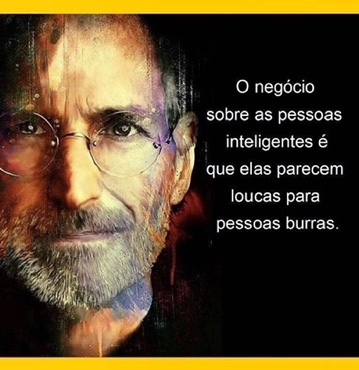 O negócio
sobre as pessoas
inteligentes é
que elas parecem
loucas para
pessoas burras.